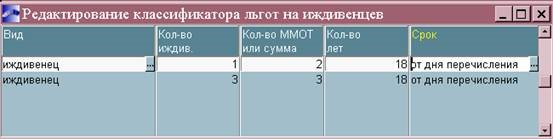 Редактирование классификатора льгот на иждивенцев
Вид Кол-во иждив. Кол-во ММОТ или сумма Кол-во лет Срок
иждивенец ... 1 2 18 от дня перечисления ...
иждивенец 3 3 18 от дня перечисления